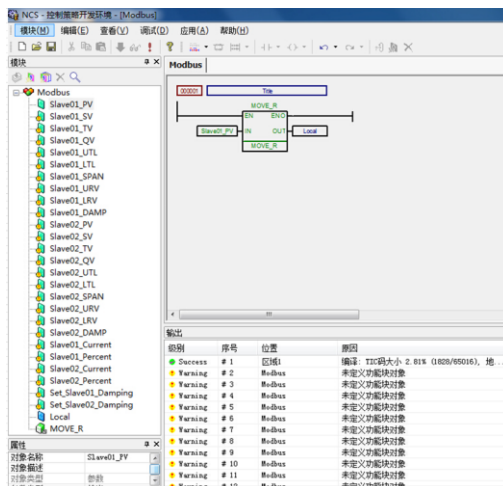 NCS - 控制策略开发环境 - [Modbus]
模块(M) 编辑(E) 查看(V) 调试(D) 应用(A) 帮助(H)
模块
Modbus
Slave01_PV
Slave01_SV
Slave01_TV
Slave01_QV
Slave01_UTL
Slave01_LTL
Slave01_SPAN
Slave01_URV
Slave01_LRV
Slave01_DAMP
Slave02_PV
Slave02_SV
Slave02_TV
Slave02_QV
Slave02_UTL
Slave02_LTL
Slave02_SPAN
Slave02_URV
Slave02_LRV
Slave02_DAMP
Slave01_Current
Slave01_Percent
Slave02_Current
Slave02_Percent
Set_Slave01_Damping
Set_Slave02_Damping
Local
MOVE_R
属性
对象名称 Slave01_PV
对象描述
对象类型 参数
Modbus
000001 Title
MOVE_R
EN ENO
Slave01_PV IN OUT Local
MOVE_R
输出
级别 序号 位置 原因
Success # 1 区域1 编译: TIC码大小 2.81% (1828/65016), 地...
Warning # 2 Modbus 未定义功能块对象
Warning # 3 Modbus 未定义功能块对象
Warning # 4 Modbus 未定义功能块对象
Warning # 5 Modbus 未定义功能块对象
Warning # 6 Modbus 未定义功能块对象
Warning # 7 Modbus 未定义功能块对象
Warning # 8 Modbus 未定义功能块对象
Warning # 9 Modbus 未定义功能块对象
Warning # 10 Modbus 未定义功能块对象
Warning # 11 Modbus 未定义功能块对象